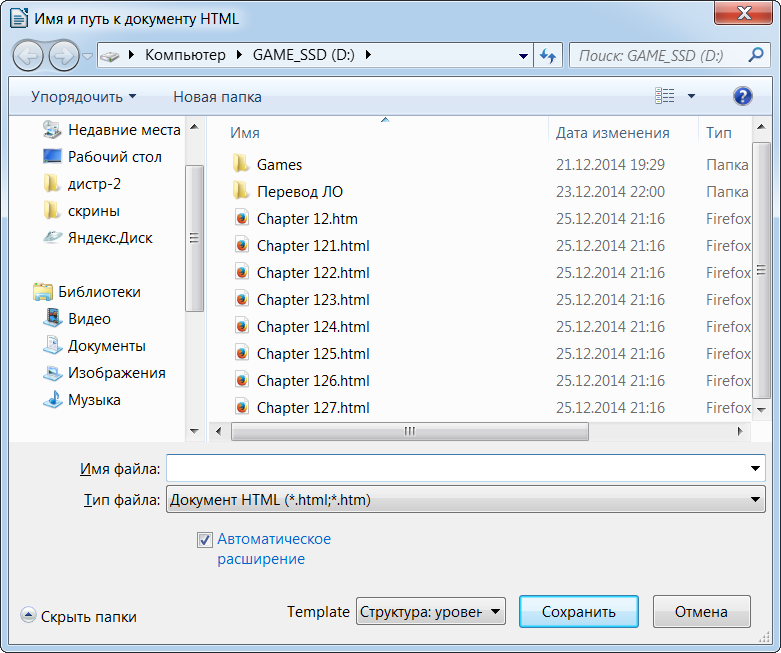 Имя и путь к документу HTML
Компьютер GAME_SSD (D:)
Поиск: GAME_SSD (D:)
Упорядочить Новая папка
Недавние места
Рабочий стол
дистр-2
скрины
Яндекс.Диск
Библиотеки
Видео
Документы
Изображения
Музыка
Имя Дата изменения Тип
Games 21.12.2014 19:29 Папка
Перевод ЛО 23.12.2014 22:00 Папка
Chapter 12.htm 25.12.2014 21:16 Firefox
Chapter 121.html 25.12.2014 21:16 Firefox
Chapter 122.html 25.12.2014 21:16 Firefox
Chapter 123.html 25.12.2014 21:16 Firefox
Chapter 124.html 25.12.2014 21:16 Firefox
Chapter 125.html 25.12.2014 21:16 Firefox
Chapter 126.html 25.12.2014 21:16 Firefox
Chapter 127.html 25.12.2014 21:16 Firefox
Имя файла:
Тип файла: Документ HTML (*.html;*.htm)
Автоматическое
расширение
Скрыть папки
Template Структура: уровен
Сохранить
Отмена